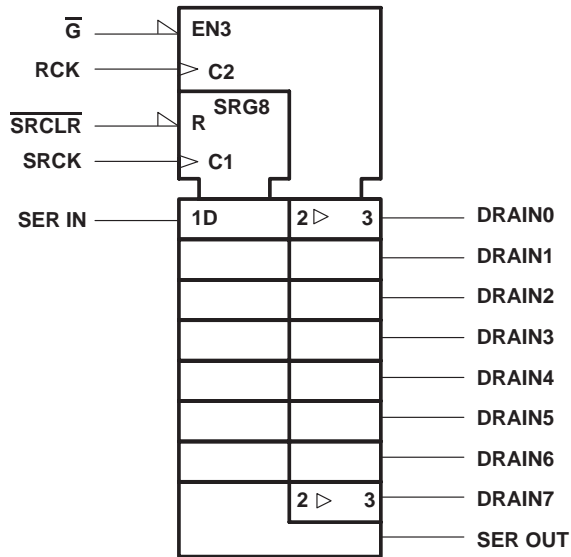 G̅ EN3
RCK C2
SRG8
S̅R̅C̅L̅R̅ R
SRCK C1
SER IN 1D 2 3 DRAIN0
DRAIN1
DRAIN2
DRAIN3
DRAIN4
DRAIN5
DRAIN6
2 3 DRAIN7
SER OUT